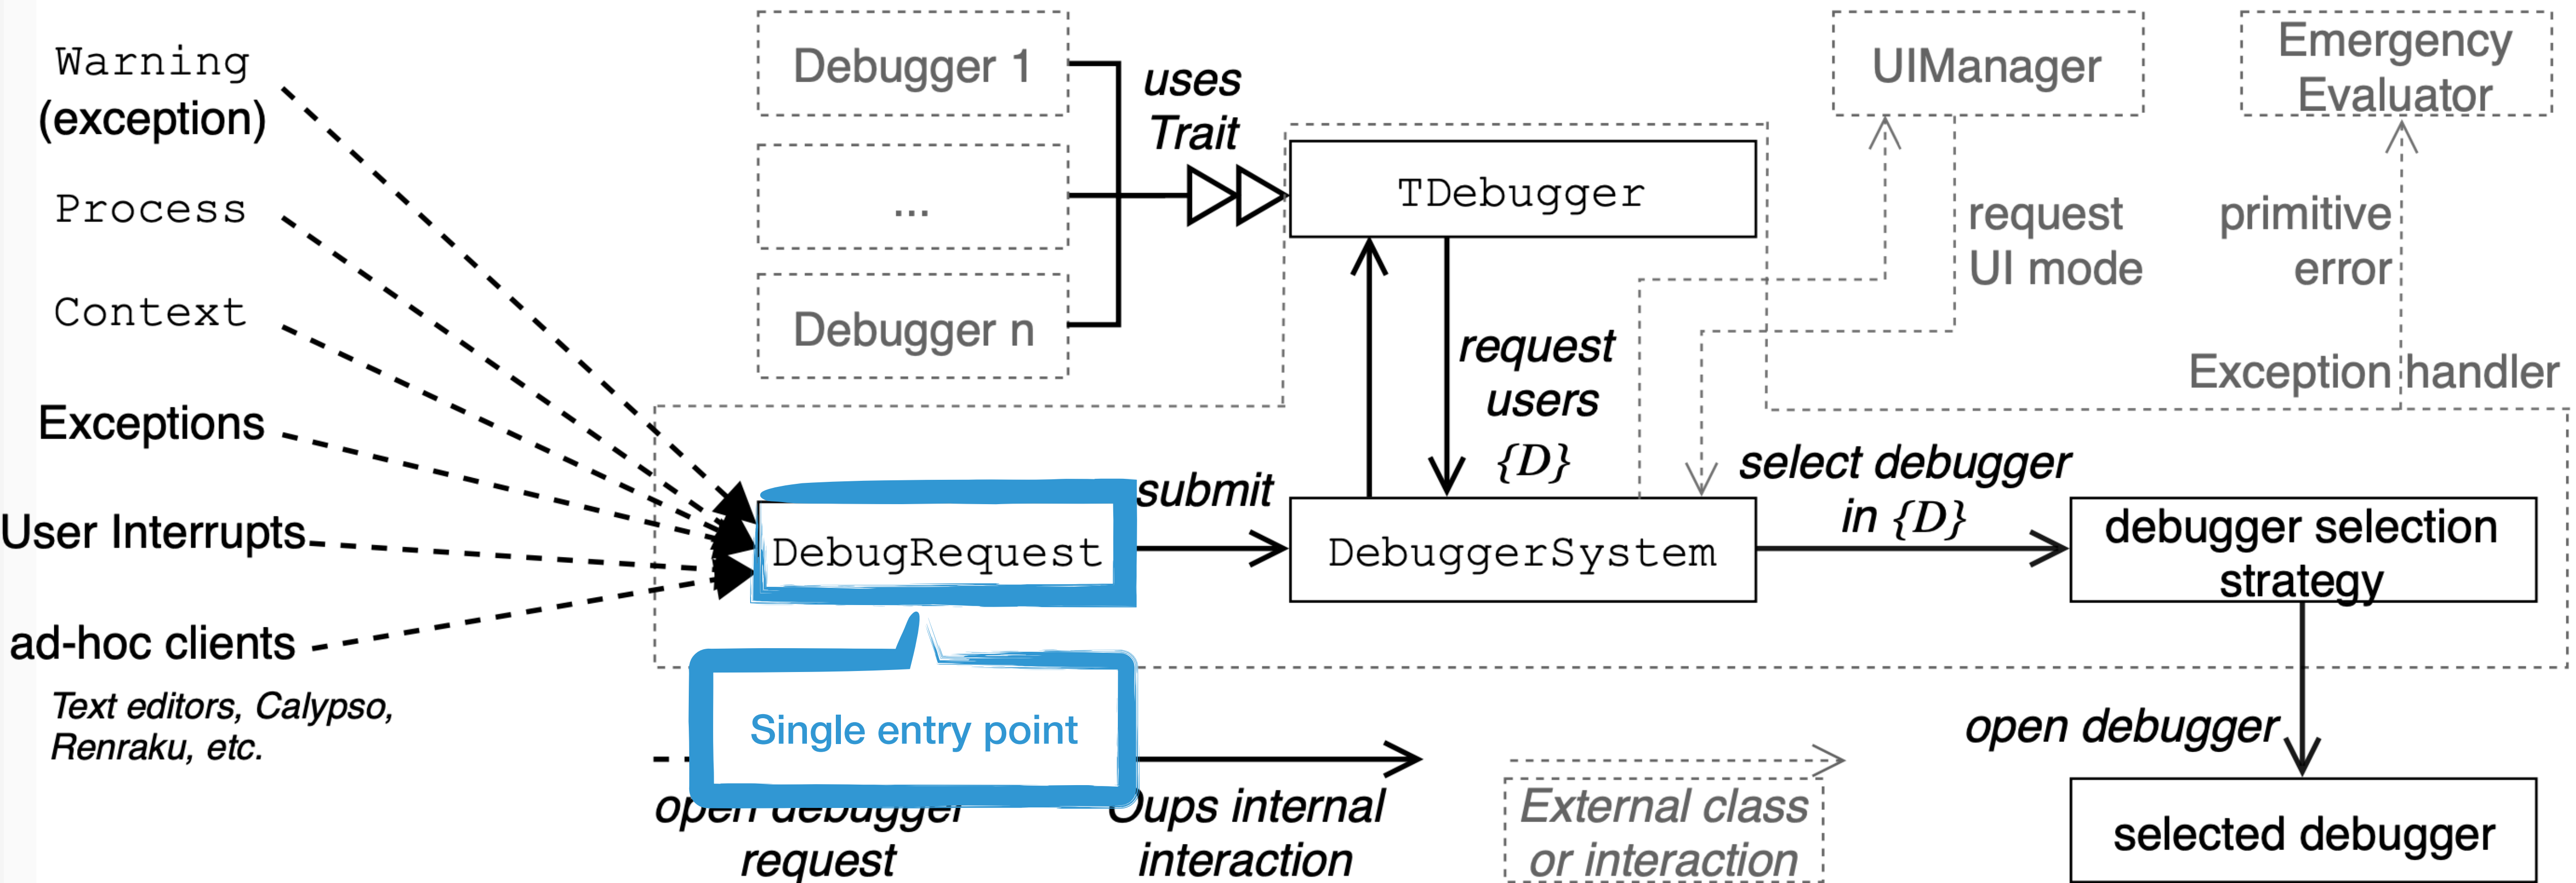 Warning
(exception)
Process
Context
Exceptions
User Interrupts
ad-hoc clients
Text editors, Calypso,
Renraku, etc.
Debugger 1
...
Debugger n
uses
Trait
TDebugger
UIManager
Emergency
Evaluator
request
UI mode
primitive
error
Exception handler
request
users
{D}
DebugRequest
submit
DebuggerSystem
select debugger
in {D}
debugger selection
strategy
open debugger
selected debugger
Single entry point
open debugger
request
Oups internal
interaction
External class
or interaction